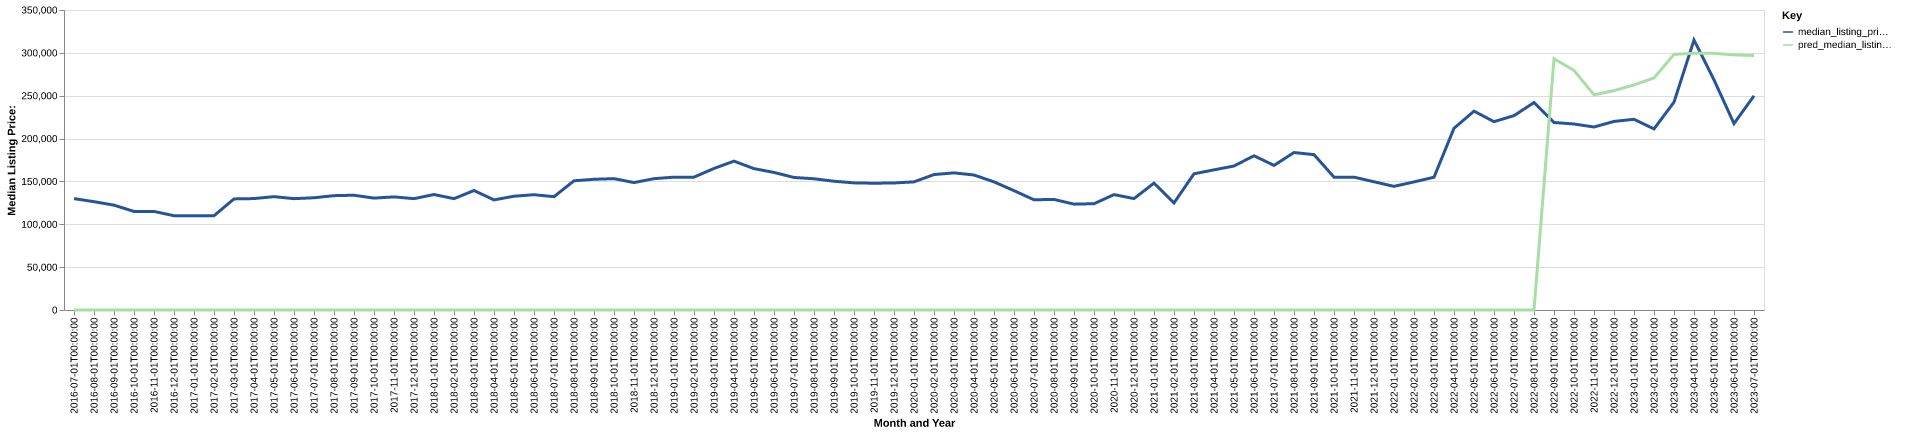 350,000
300,000
250,000
200,000
150,000
100,000
50,000
0
Median Listing Price:
2016-07-01T00:00:00
2016-08-01T00:00:00
2016-09-01T00:00:00
2016-10-01T00:00:00
2016-11-01T00:00:00
2016-12-01T00:00:00
2017-01-01T00:00:00
2017-02-01T00:00:00
2017-03-01T00:00:00
2017-04-01T00:00:00
2017-05-01T00:00:00
2017-06-01T00:00:00
2017-07-01T00:00:00
2017-08-01T00:00:00
2017-09-01T00:00:00
2017-10-01T00:00:00
2017-11-01T00:00:00
2017-12-01T00:00:00
2018-01-01T00:00:00
2018-02-01T00:00:00
2018-03-01T00:00:00
2018-04-01T00:00:00
2018-05-01T00:00:00
2018-06-01T00:00:00
2018-07-01T00:00:00
2018-08-01T00:00:00
2018-09-01T00:00:00
2018-10-01T00:00:00
2018-11-01T00:00:00
2018-12-01T00:00:00
2019-01-01T00:00:00
2019-02-01T00:00:00
2019-03-01T00:00:00
2019-04-01T00:00:00
2019-05-01T00:00:00
2019-06-01T00:00:00
2019-07-01T00:00:00
2019-08-01T00:00:00
2019-09-01T00:00:00
2019-10-01T00:00:00
2019-11-01T00:00:00
2019-12-01T00:00:00
2020-01-01T00:00:00
2020-02-01T00:00:00
2020-03-01T00:00:00
2020-04-01T00:00:00
2020-05-01T00:00:00
2020-06-01T00:00:00
2020-07-01T00:00:00
2020-08-01T00:00:00
2020-09-01T00:00:00
2020-10-01T00:00:00
2020-11-01T00:00:00
2020-12-01T00:00:00
2021-01-01T00:00:00
2021-02-01T00:00:00
2021-03-01T00:00:00
2021-04-01T00:00:00
2021-05-01T00:00:00
2021-06-01T00:00:00
2021-07-01T00:00:00
2021-08-01T00:00:00
2021-09-01T00:00:00
2021-10-01T00:00:00
2021-11-01T00:00:00
2021-12-01T00:00:00
2022-01-01T00:00:00
2022-02-01T00:00:00
2022-03-01T00:00:00
2022-04-01T00:00:00
2022-05-01T00:00:00
2022-06-01T00:00:00
2022-07-01T00:00:00
2022-08-01T00:00:00
2022-09-01T00:00:00
2022-10-01T00:00:00
2022-11-01T00:00:00
2022-12-01T00:00:00
2023-01-01T00:00:00
2023-02-01T00:00:00
2023-03-01T00:00:00
2023-04-01T00:00:00
2023-05-01T00:00:00
2023-06-01T00:00:00
2023-07-01T00:00:00
Month and Year
Key
median_listing_pri…
pred_median_listin…